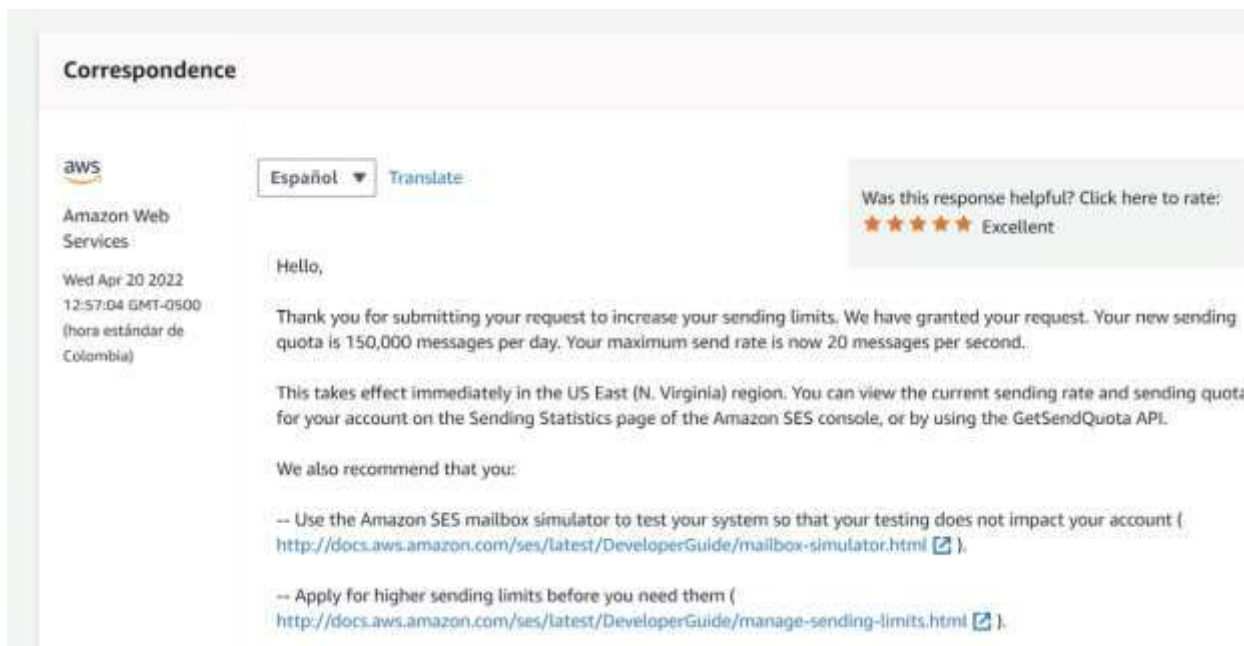 Correspondence
aws
Amazon Web
Services
Wed Apr 20 2022
12:57:04 GMT-0500
(hora estándar de
Colombia)
Español ▼ Translate
Was this response helpful? Click here to rate:
★★★★★ Excellent
Hello,
Thank you for submitting your request to increase your sending limits. We have granted your request. Your new sending
quota is 150,000 messages per day. Your maximum send rate is now 20 messages per second.
This takes effect immediately in the US East (N. Virginia) region. You can view the current sending rate and sending quota
for your account on the Sending Statistics page of the Amazon SES console, or by using the GetSendQuota API.
We also recommend that you:
-- Use the Amazon SES mailbox simulator to test your system so that your testing does not impact your account (
http://docs.aws.amazon.com/ses/latest/DeveloperGuide/mailbox-simulator.html ).
-- Apply for higher sending limits before you need them (
http://docs.aws.amazon.com/ses/latest/DeveloperGuide/manage-sending-limits.html ).